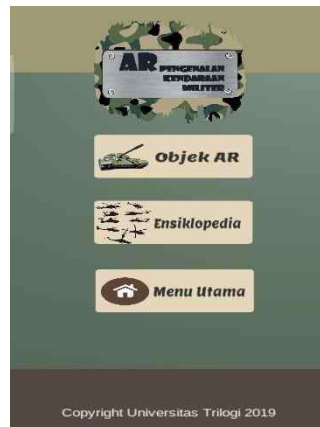 AR PENGENALAN
KENDARAAN
MILITER
Objek AR
Ensiklopedia
Menu Utama
Copyright Universitas Trilogi 2019